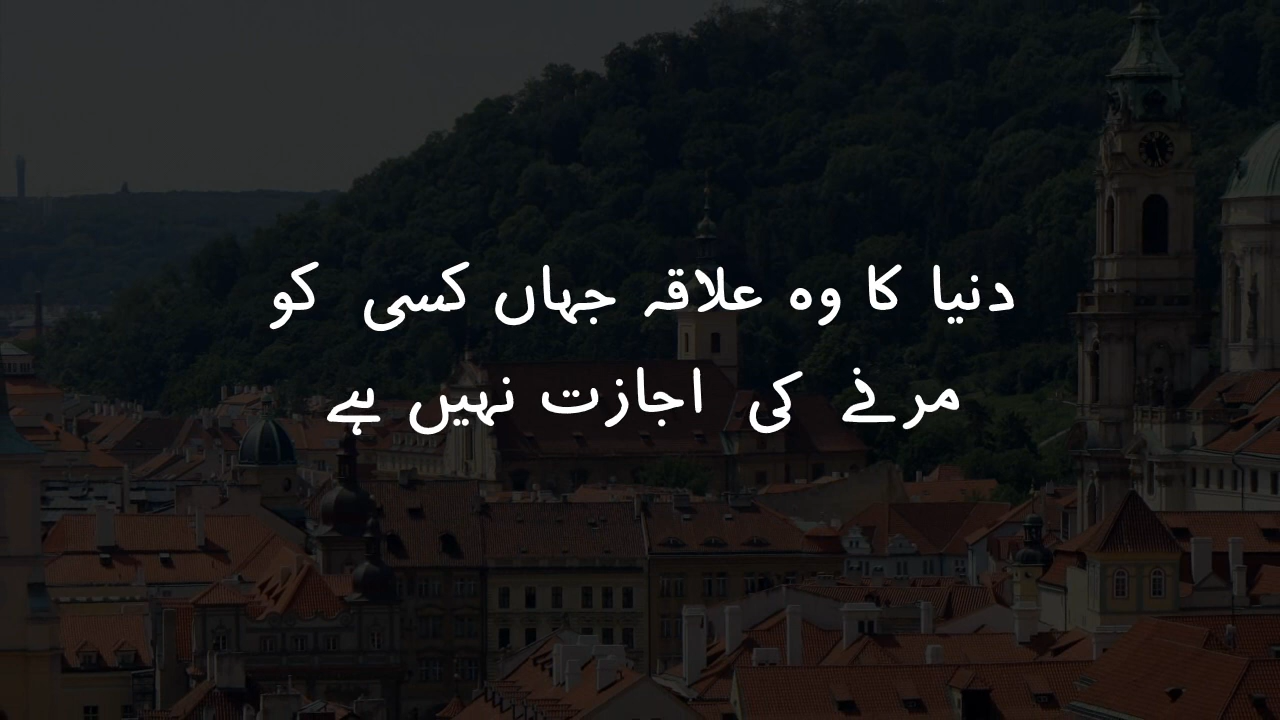 دنیا کا وہ علاقہ جہاں کسی کو
مرنے کی اجازت نہیں ہے